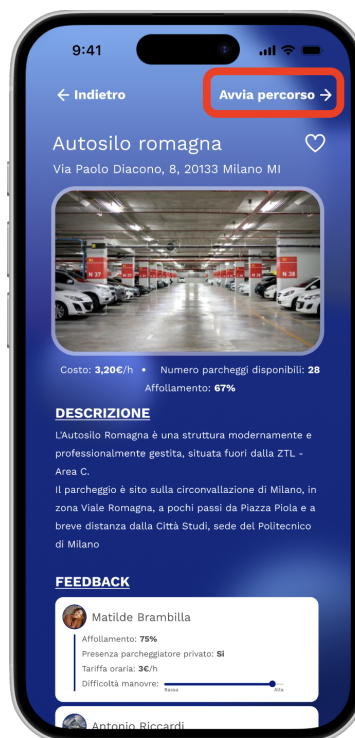 9:41
← Indietro
Avvia percorso →
Autosilo romagna
Via Paolo Diacono, 8, 20133 Milano MI
N 37
N 38
Costo: 3,20€/h • Numero parcheggi disponibili: 28
Affollamento: 67%
DESCRIZIONE
L'Autosilo Romagna è una struttura modernamente e
professionalmente gestita, situata fuori dalla ZTL -
Area C.
Il parcheggio è sito sulla circonvallazione di Milano, in
zona Viale Romagna, a pochi passi da Piazza Piola e a
breve distanza dalla Città Studi, sede del Politecnico
di Milano
FEEDBACK
Matilde Brambilla
Affollamento: 75%
Presenza parcheggiatore privato: Si
Tariffa oraria: 3€/h
Difficoltà manovre:
Bassa
Alta
Antonio Riccardi